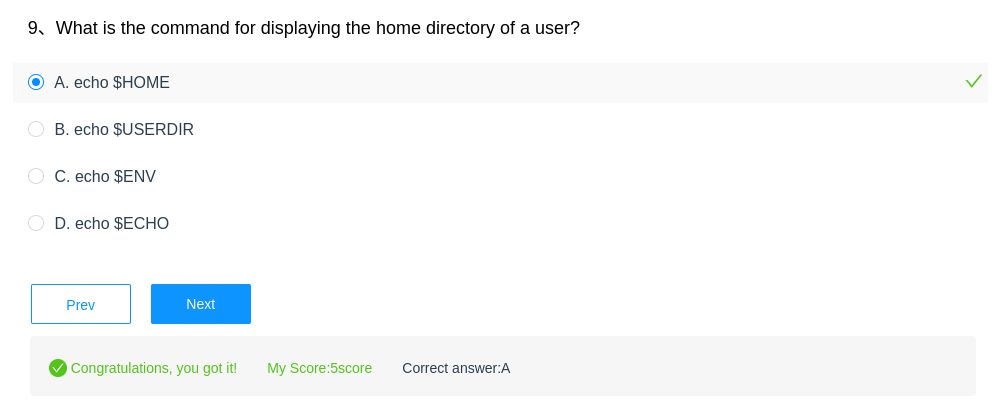 9、What is the command for displaying the home directory of a user?
A. echo $HOME
B. echo $USERDIR
C. echo $ENV
D. echo $ECHO
Prev Next
Congratulations, you got it! My Score:5score Correct answer:A